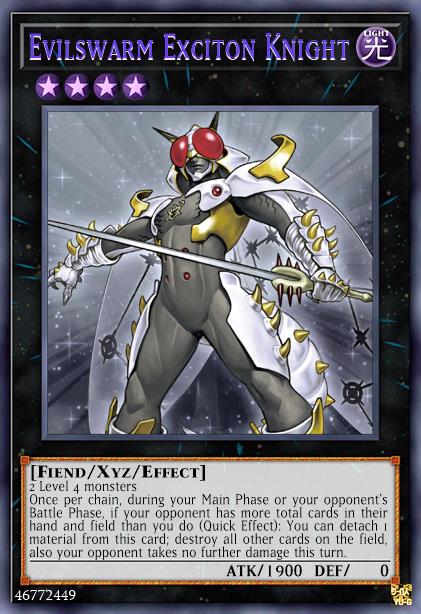 Evilswarm Exciton Knight
LIGHT
光
[Fiend/Xyz/Effect]
2 Level 4 monsters
Once per chain, during your Main Phase or your opponent's
Battle Phase, if your opponent has more total cards in their
hand and field than you do (Quick Effect): You can detach 1
material from this card; destroy all other cards on the field,
also your opponent takes no further damage this turn.
ATK/1900 DEF/ 0
46772449